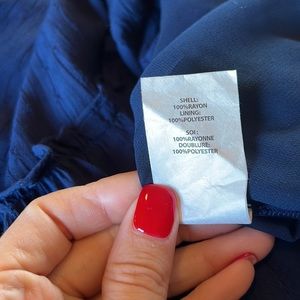 SHELL:
100%RAYON
LINING:
100%POLYESTER
SOI:
100%RAYONNE
DOUBLURE:
100%POLYESTER